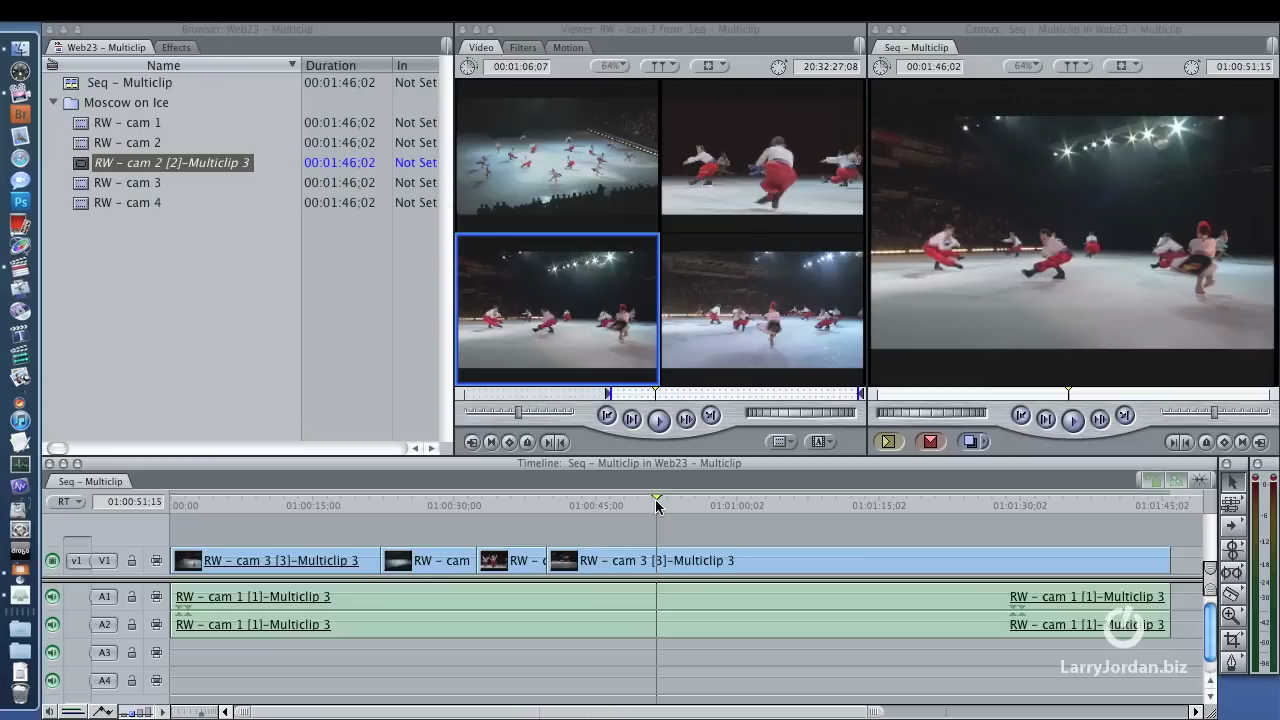 Browser: Web23 - Multiclip
Viewer: RW - cam 3 from Seq - Multiclip
Canvas: Seq - Multiclip in Web23 - Multiclip
Web23 - Multiclip
Effects
Video
Filters
Motion
Seq - Multiclip
Name
Duration
In
00:01:06;07
64%
20:32:27;08
00:01:46;02
64%
01:00:51;15
Seq - Multiclip
00:01:46;02
Not Set
Moscow on Ice
RW - cam 1
00:01:46;02
Not Set
RW - cam 2
00:01:46;02
Not Set
RW - cam 2 [2]-Multiclip 3
00:01:46;02
Not Set
RW - cam 3
00:01:46;02
Not Set
RW - cam 4
00:01:46;02
Not Set
Br
Ps
Timeline: Seq - Multiclip in Web23 - Multiclip
Seq - Multiclip
RT
01:00:51;15
:00;00
01:00:15;00
01:00:30;00
01:00:45;00
01:01:00;02
01:01:15;02
01:01:30;02
01:01:45;02
v1
V1
RW - cam 3 [3]-Multiclip 3
RW - cam
RW - c
RW - cam 3 [3]-Multiclip 3
A1
RW - cam 1 [1]-Multiclip 3
RW - cam 1 [1]-Multiclip 3
A2
RW - cam 1 [1]-Multiclip 3
RW - cam 1 [1]-Multiclip 3
A3
A4
LarryJordan.biz